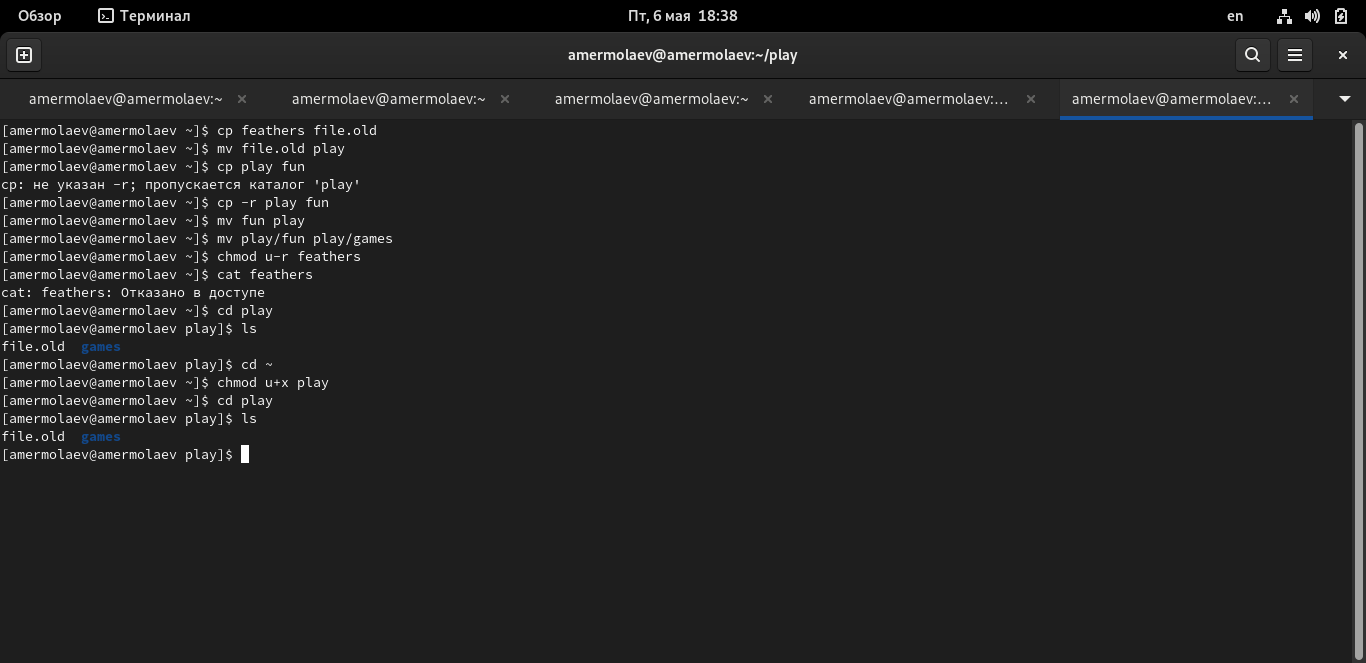 Обзор Терминал Пт, 6 мая 18:38 en
amermolaev@amermolaev:~/play
amermolaev@amermolaev:~ amermolaev@amermolaev:~ amermolaev@amermolaev:~ amermolaev@amermolaev:... amermolaev@amermolaev:...
[amermolaev@amermolaev ~]$ cp feathers file.old
[amermolaev@amermolaev ~]$ mv file.old play
[amermolaev@amermolaev ~]$ cp play fun
cp: не указан -r; пропускается каталог 'play'
[amermolaev@amermolaev ~]$ cp -r play fun
[amermolaev@amermolaev ~]$ mv fun play
[amermolaev@amermolaev ~]$ mv play/fun play/games
[amermolaev@amermolaev ~]$ chmod u-r feathers
[amermolaev@amermolaev ~]$ cat feathers
cat: feathers: Отказано в доступе
[amermolaev@amermolaev ~]$ cd play
[amermolaev@amermolaev play]$ ls
file.old games
[amermolaev@amermolaev play]$ cd ~
[amermolaev@amermolaev ~]$ chmod u+x play
[amermolaev@amermolaev ~]$ cd play
[amermolaev@amermolaev play]$ ls
file.old games
[amermolaev@amermolaev play]$